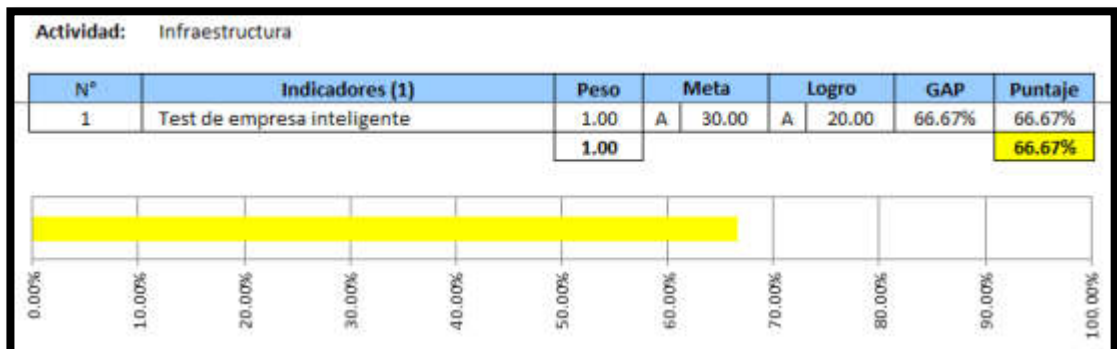 Actividad: Infraestructura
N° Indicadores (1) Peso Meta Logro GAP Puntaje
1 Test de empresa inteligente 1.00 A 30.00 A 20.00 66.67% 66.67%
1.00 66.67%
0.00% 10.00% 20.00% 30.00% 40.00% 50.00% 60.00% 70.00% 80.00% 90.00% 100.00%